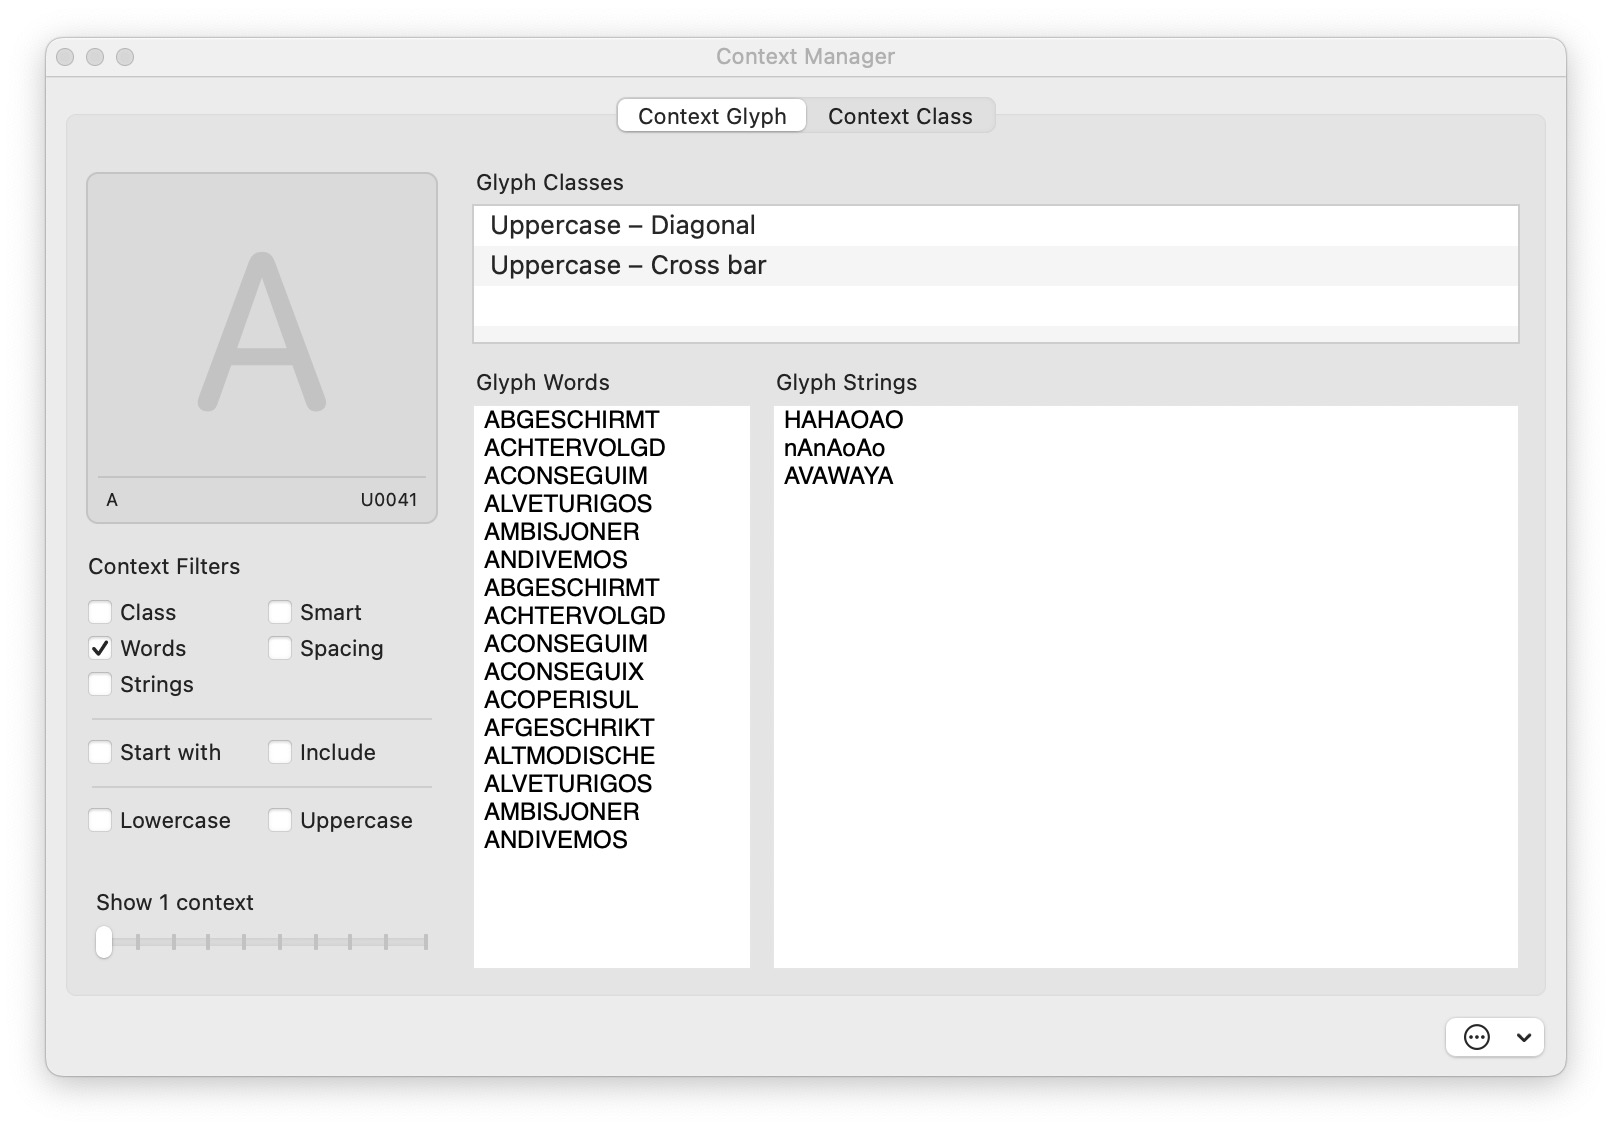 Context Manager
Context Glyph Context Class
A
A U0041
Context Filters
Class Smart
Words Spacing
Strings
Start with Include
Lowercase Uppercase
Show 1 context
Glyph Classes
Uppercase – Diagonal
Uppercase – Cross bar
Glyph Words
ABGESCHIRMT
ACHTERVOLGD
ACONSEGUIM
ALVETURIGOS
AMBISJONER
ANDIVEMOS
ABGESCHIRMT
ACHTERVOLGD
ACONSEGUIM
ACONSEGUIX
ACOPERISUL
AFGESCHRIKT
ALTMODISCHE
ALVETURIGOS
AMBISJONER
ANDIVEMOS
Glyph Strings
HAHAOAO
nAnAoAo
AVAWAYA